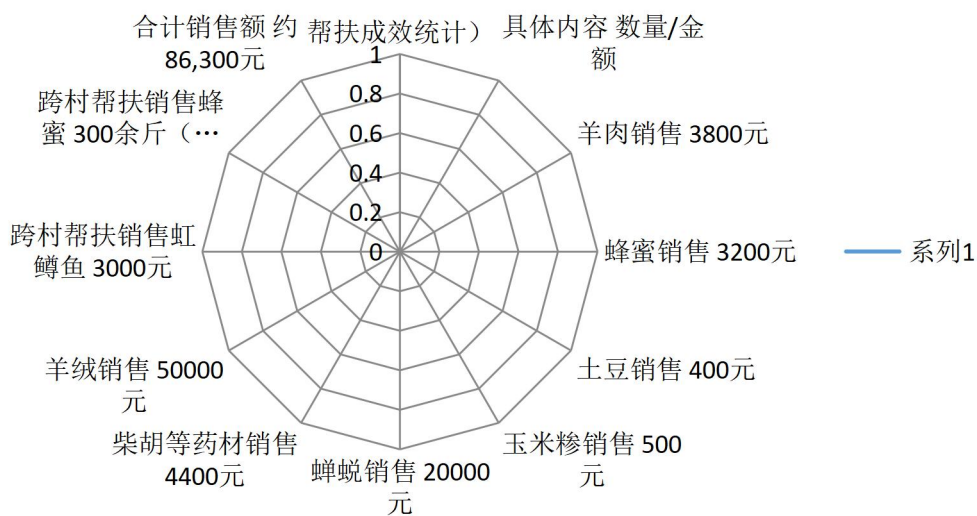 帮扶成效统计）
具体内容 数量/金
额
羊肉销售 3800元
蜂蜜销售 3200元
土豆销售 400元
玉米糁销售 500
元
蝉蜕销售 20000
元
柴胡等药材销售
4400元
羊绒销售 50000
元
跨村帮扶销售虹
鳟鱼 3000元
跨村帮扶销售蜂
蜜 300余斤（…
合计销售额 约
86,300元
1
0.8
0.6
0.4
0.2
0
系列1